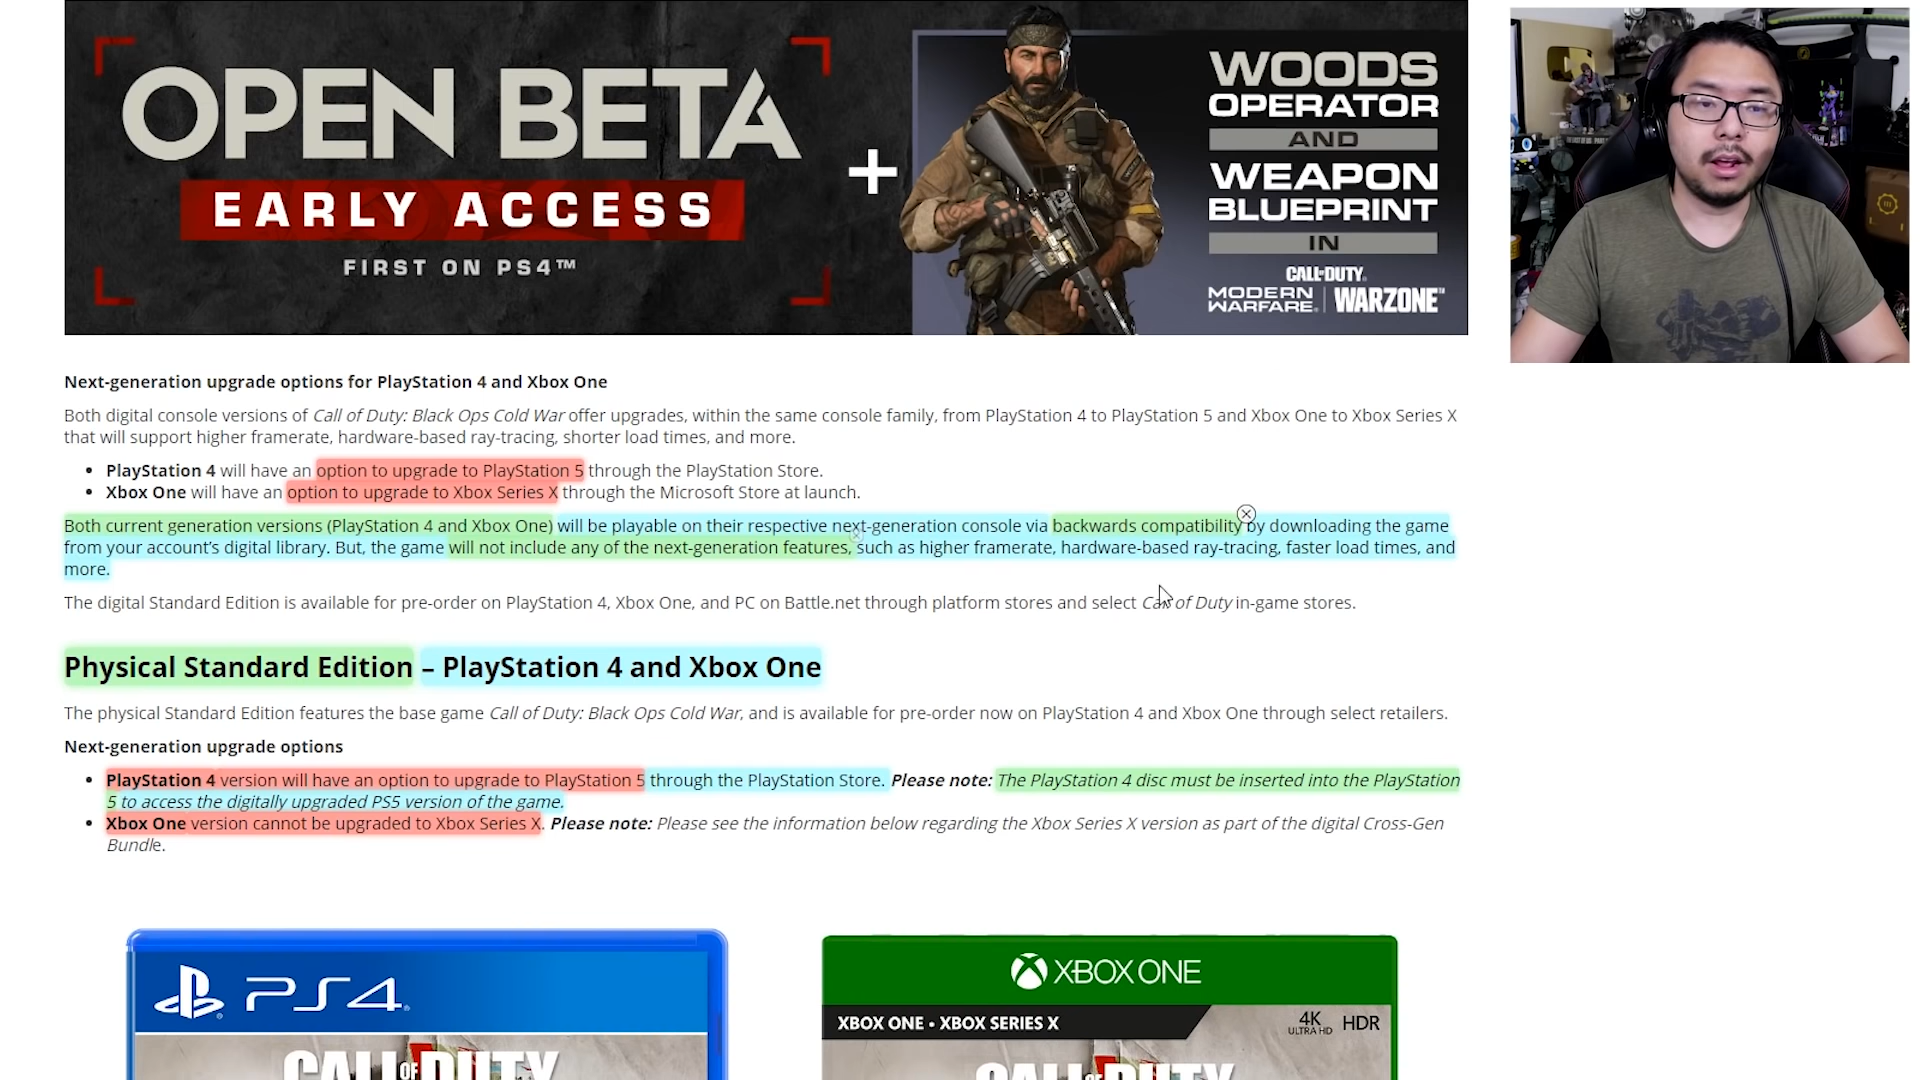 OPEN BETA
EARLY ACCESS
FIRST ON PS4™
+
WOODS
OPERATOR
AND
WEAPON
BLUEPRINT
IN
CALL OF DUTY
MODERN WARFARE | WARZONE™
Next-generation upgrade options for PlayStation 4 and Xbox One
Both digital console versions of Call of Duty: Black Ops Cold War offer upgrades, within the same console family, from PlayStation 4 to PlayStation 5 and Xbox One to Xbox Series X
that will support higher framerate, hardware-based ray-tracing, shorter load times, and more.
• PlayStation 4 will have an option to upgrade to PlayStation 5 through the PlayStation Store.
• Xbox One will have an option to upgrade to Xbox Series X through the Microsoft Store at launch.
Both current generation versions (PlayStation 4 and Xbox One) will be playable on their respective next-generation console via backwards compatibility by downloading the game
from your account’s digital library. But, the game will not include any of the next-generation features, such as higher framerate, hardware-based ray-tracing, faster load times, and
more.
The digital Standard Edition is available for pre-order on PlayStation 4, Xbox One, and PC on Battle.net through platform stores and select Call of Duty in-game stores.
Physical Standard Edition – PlayStation 4 and Xbox One
The physical Standard Edition features the base game Call of Duty: Black Ops Cold War, and is available for pre-order now on PlayStation 4 and Xbox One through select retailers.
Next-generation upgrade options
• PlayStation 4 version will have an option to upgrade to PlayStation 5 through the PlayStation Store. Please note: The PlayStation 4 disc must be inserted into the PlayStation
5 to access the digitally upgraded PS5 version of the game.
• Xbox One version cannot be upgraded to Xbox Series X. Please note: Please see the information below regarding the Xbox Series X version as part of the digital Cross-Gen
Bundle.
PS4
CALL OF DUTY
XBOX ONE
XBOX ONE • XBOX SERIES X
4K ULTRA HD HDR
CALL OF DUTY